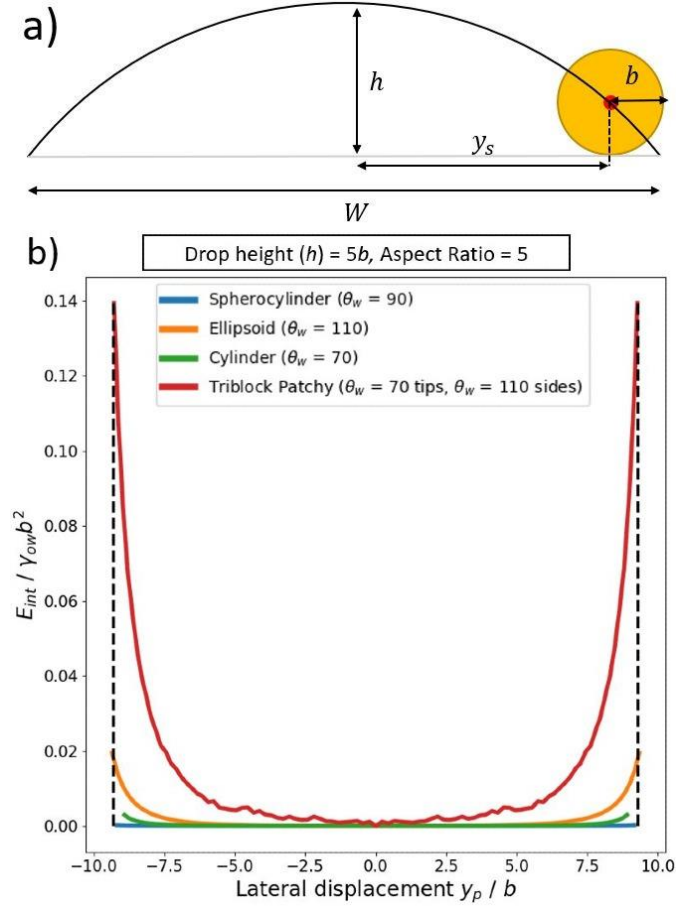 a)
h
b
yₛ
W
b)
Drop height (h) = 5b, Aspect Ratio = 5
Spherocylinder (θ_w = 90)
Ellipsoid (θ_w = 110)
Cylinder (θ_w = 70)
Triblock Patchy (θ_w = 70 tips, θ_w = 110 sides)
E_int / γ_ow b²
0.14
0.12
0.10
0.08
0.06
0.04
0.02
0.00
−10.0 −7.5 −5.0 −2.5 0.0 2.5 5.0 7.5 10.0
Lateral displacement y_p / b